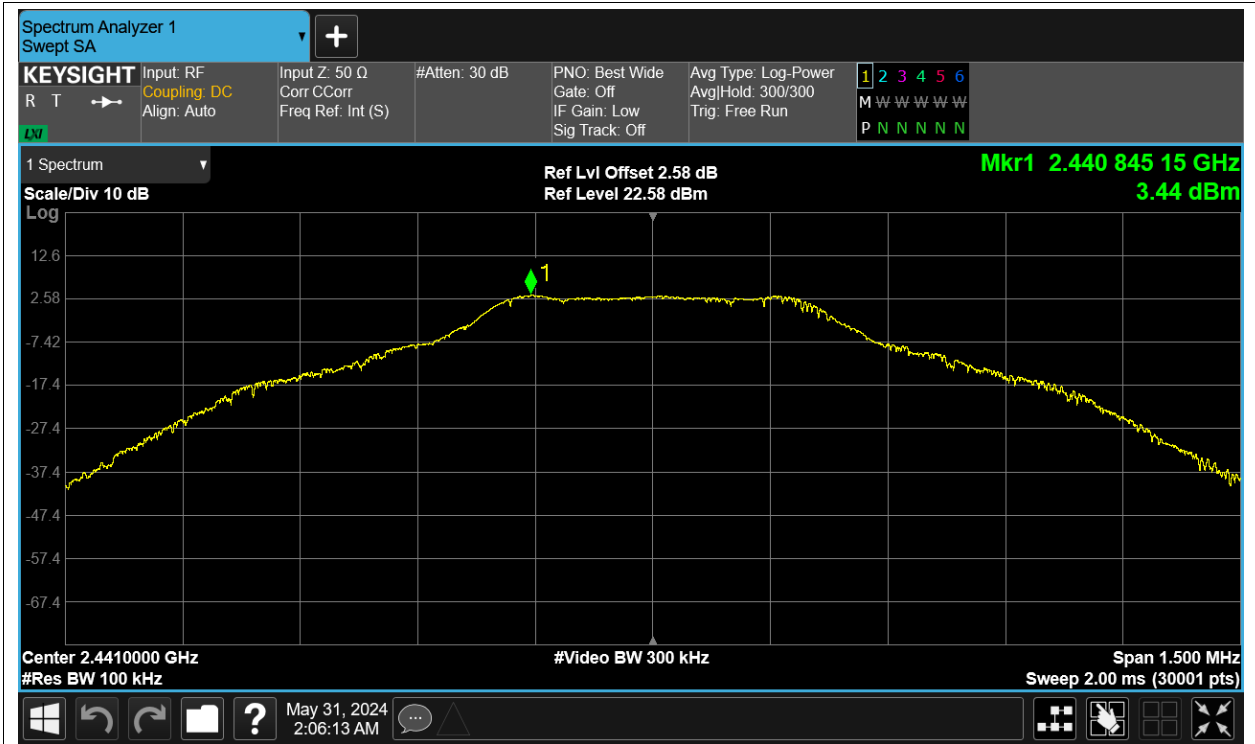 Spectrum Analyzer 1
Swept SA
KEYSIGHT
R T
LXI
Input: RF
Coupling: DC
Align: Auto
Input Z: 50 Ω
Corr CCorr
Freq Ref: Int (S)
#Atten: 30 dB
PNO: Best Wide
Gate: Off
IF Gain: Low
Sig Track: Off
Avg Type: Log-Power
Avg|Hold: 300/300
Trig: Free Run
1 2 3 4 5 6
M W W W W W
P N N N N N
1 Spectrum
Scale/Div 10 dB
Log
Ref Lvl Offset 2.58 dB
Ref Level 22.58 dBm
Mkr1 2.440 845 15 GHz
3.44 dBm
1
12.6
2.58
-7.42
-17.4
-27.4
-37.4
-47.4
-57.4
-67.4
Center 2.4410000 GHz
#Res BW 100 kHz
#Video BW 300 kHz
Span 1.500 MHz
Sweep 2.00 ms (30001 pts)
?
May 31, 2024
2:06:13 AM